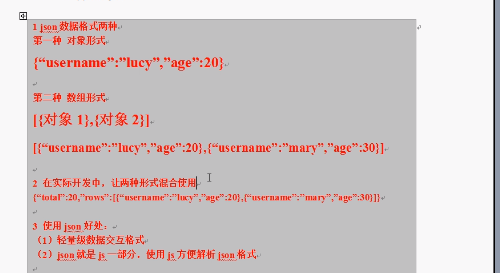 1 json 数据格式两种
第一种 对象形式
{“username”:”lucy”,”age”:20}
第二种 数组形式
[{对象 1},{对象 2}]
[{“username”:”lucy”,”age”:20},{“username”:”mary”,”age”:30}]
2 在实际开发中，让两种形式混合使用
{“total”:20,”rows”:[{“username”:”lucy”,”age”:20},{“username”:”mary”,”age”:30}]}
3 使用 json 好处：
（1）轻量级数据交互格式
（2）json 就是 js 一部分，使用 js 方便解析 json 格式